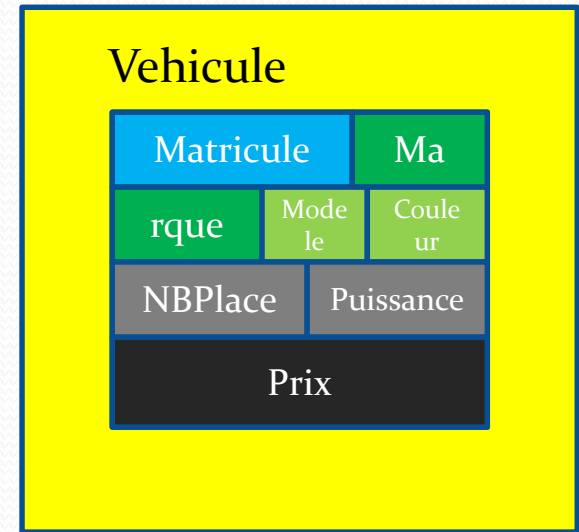 Vehicule
Matricule Ma
rque Mode
le Coule
ur
NBPlace Puissance
Prix